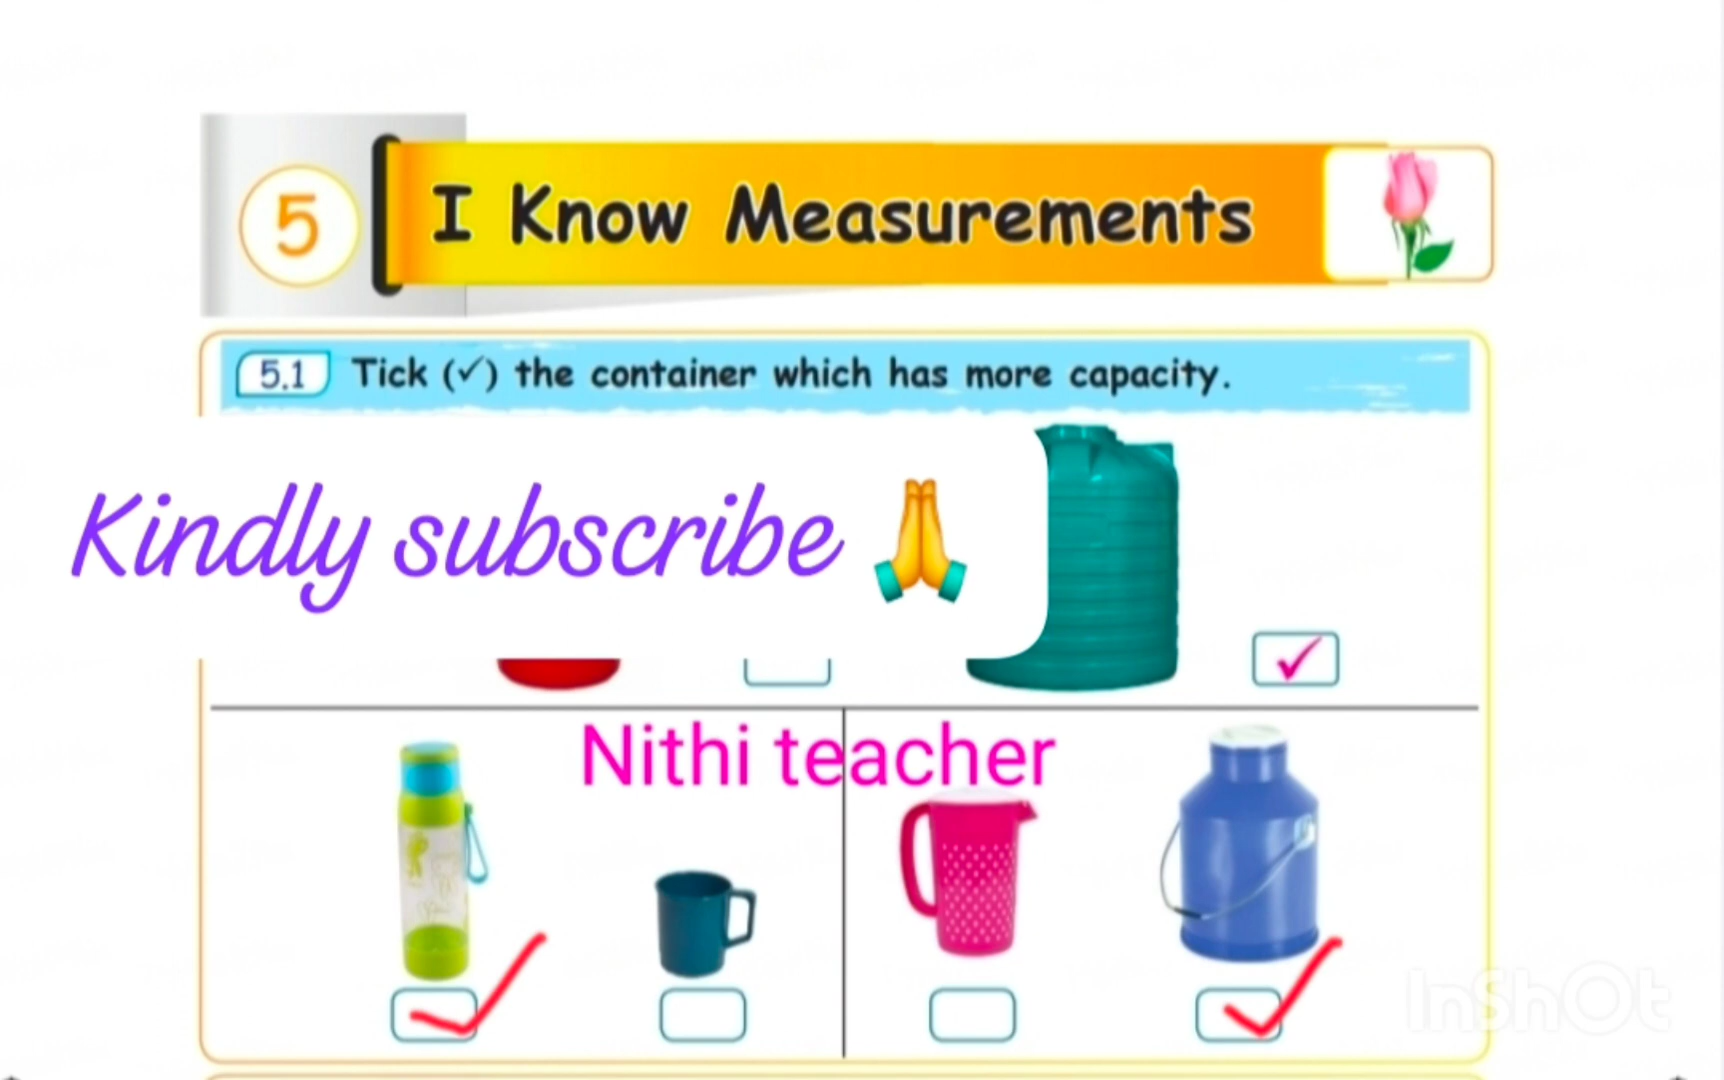 5
I Know Measurements
5.1 Tick (✓) the container which has more capacity.
Kindly subscribe 🙏
Nithi teacher
InShOt